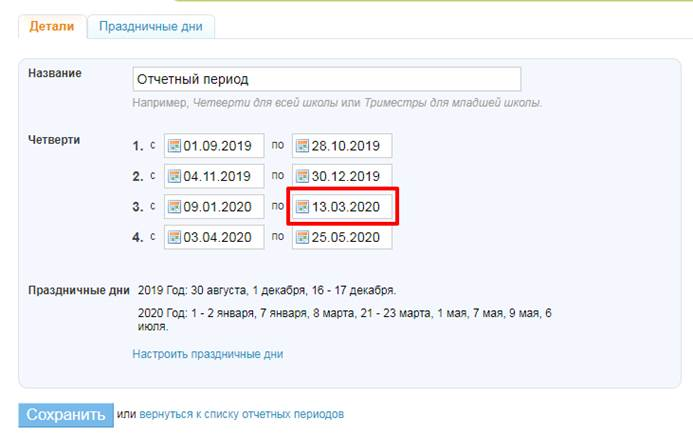 Детали Праздничные дни
Название Отчетный период
Например, Четверти для всей школы или Триместры для младшей школы.
Четверти 1. с 01.09.2019 по 28.10.2019
2. с 04.11.2019 по 30.12.2019
3. с 09.01.2020 по 13.03.2020
4. с 03.04.2020 по 25.05.2020
Праздничные дни 2019 Год: 30 августа, 1 декабря, 16 - 17 декабря.
2020 Год: 1 - 2 января, 7 января, 8 марта, 21 - 23 марта, 1 мая, 7 мая, 9 мая, 6
июля.
Настроить праздничные дни
Сохранить или вернуться к списку отчетных периодов